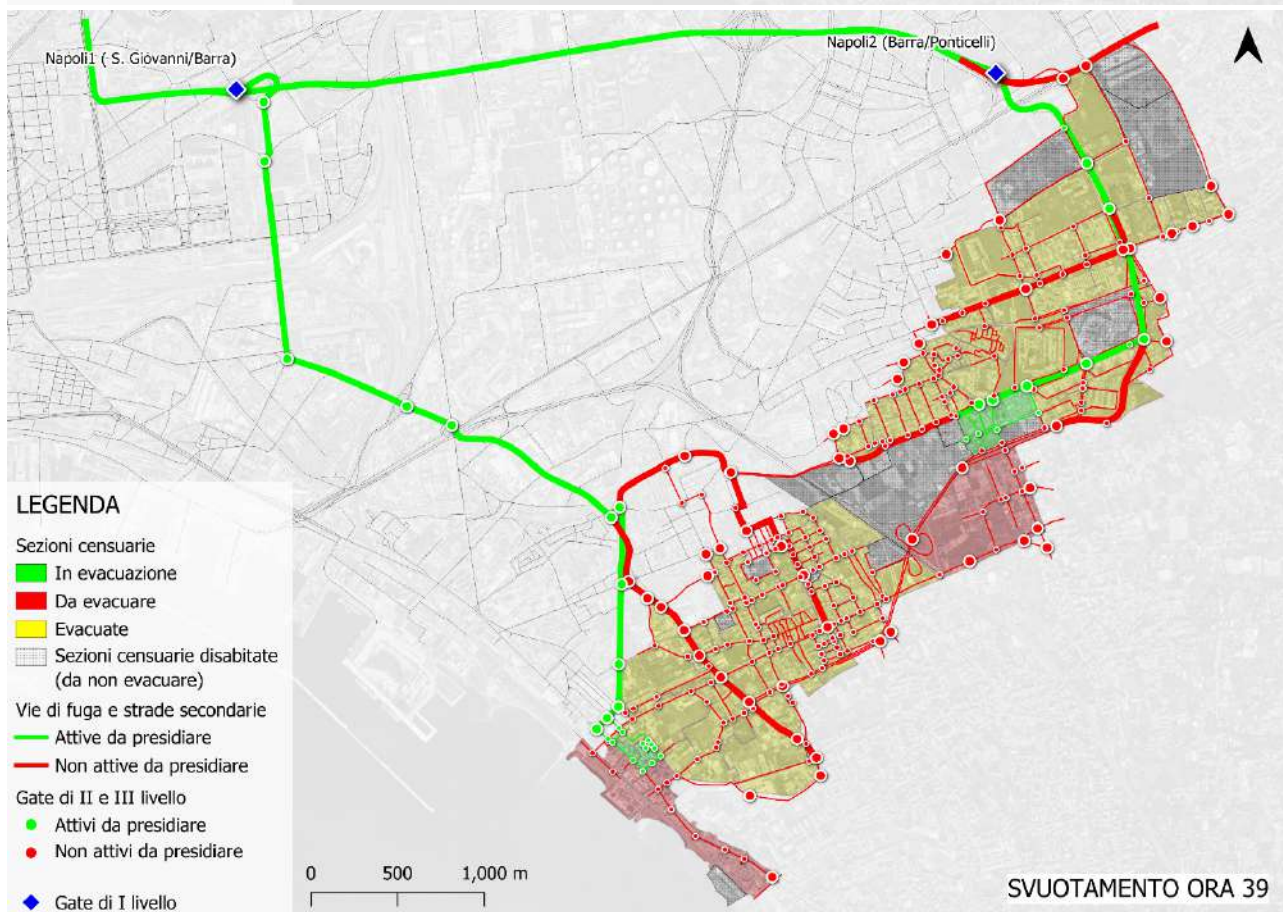 Napoli1 ( S. Giovanni/Barra)
Napoli2 (Barra/Ponticelli)
LEGENDA
Sezioni censuarie
In evacuazione
Da evacuare
Evacuate
Sezioni censuarie disabitate
(da non evacuare)
Vie di fuga e strade secondarie
Attive da presidiare
Non attive da presidiare
Gate di II e III livello
Attivi da presidiare
Non attivi da presidiare
Gate di I livello
0 500 1,000 m
SVUOTAMENTO ORA 39